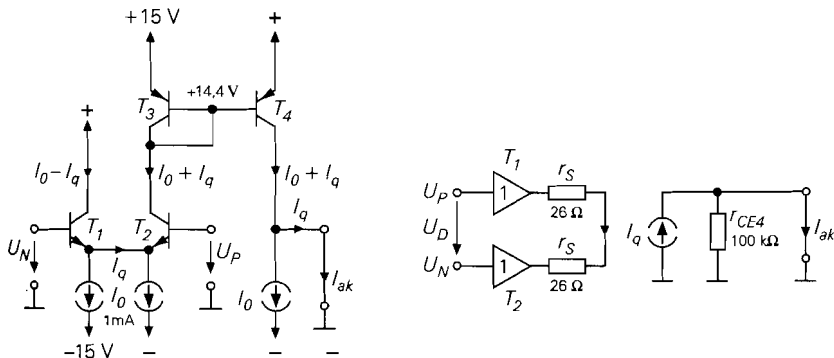 +15 V
+
T3
+14,4 V
T4
+
I0 – Iq
I0 + Iq
I0 + Iq
Iq
UN
T1
T2
UP
Iq
I0
1mA
I0
Iak
–15 V
–
–
–
T1
rS
UP
1
26 Ω
UD
rS
UN
1
26 Ω
T2
Iq
rCE4
100 kΩ
Iak